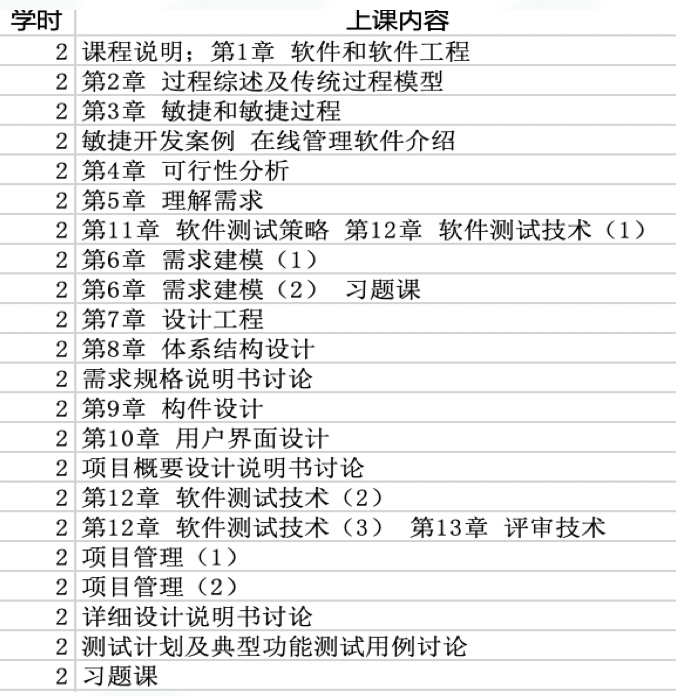 学时 上课内容
2 课程说明；第1章 软件和软件工程
2 第2章 过程综述及传统过程模型
2 第3章 敏捷和敏捷过程
2 敏捷开发案例 在线管理软件介绍
2 第4章 可行性分析
2 第5章 理解需求
2 第11章 软件测试策略 第12章 软件测试技术（1）
2 第6章 需求建模（1）
2 第6章 需求建模（2） 习题课
2 第7章 设计工程
2 第8章 体系结构设计
2 需求规格说明书讨论
2 第9章 构件设计
2 第10章 用户界面设计
2 项目概要设计说明书讨论
2 第12章 软件测试技术（2）
2 第12章 软件测试技术（3） 第13章 评审技术
2 项目管理（1）
2 项目管理（2）
2 详细设计说明书讨论
2 测试计划及典型功能测试用例讨论
2 习题课